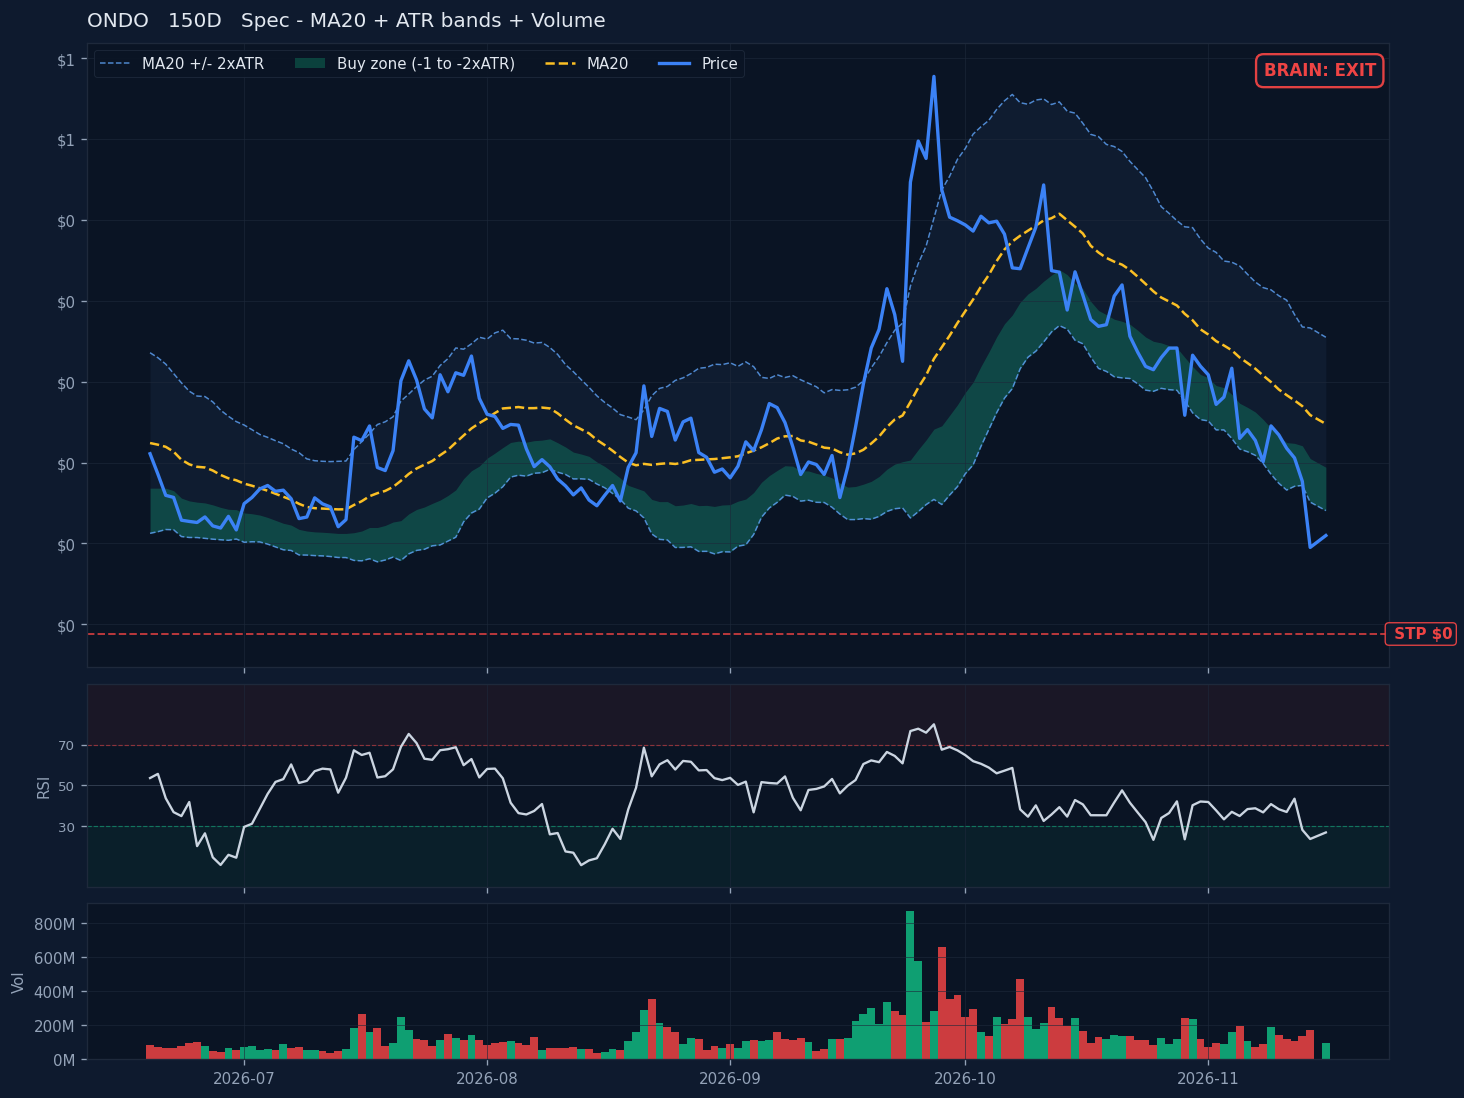 ONDO   150D   Spec - MA20 + ATR bands + Volume
MA20 +/- 2xATR   Buy zone (-1 to -2xATR)   MA20   Price
BRAIN: EXIT
$1
$1
$0
$0
$0
$0
$0
$0
STP $0
RSI
70
50
30
Vol
800M
600M
400M
200M
0M
2026-07   2026-08   2026-09   2026-10   2026-11